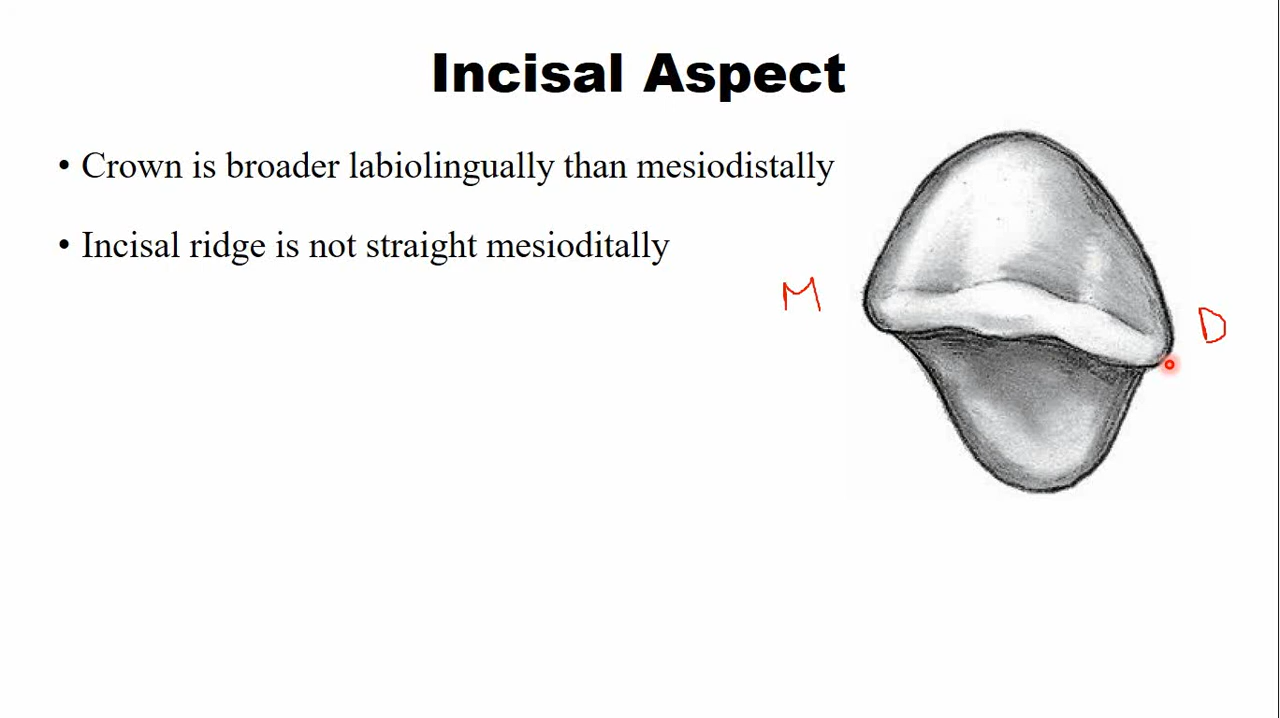 Incisal Aspect
• Crown is broader labiolingually than mesiodistally
• Incisal ridge is not straight mesioditally
M
D